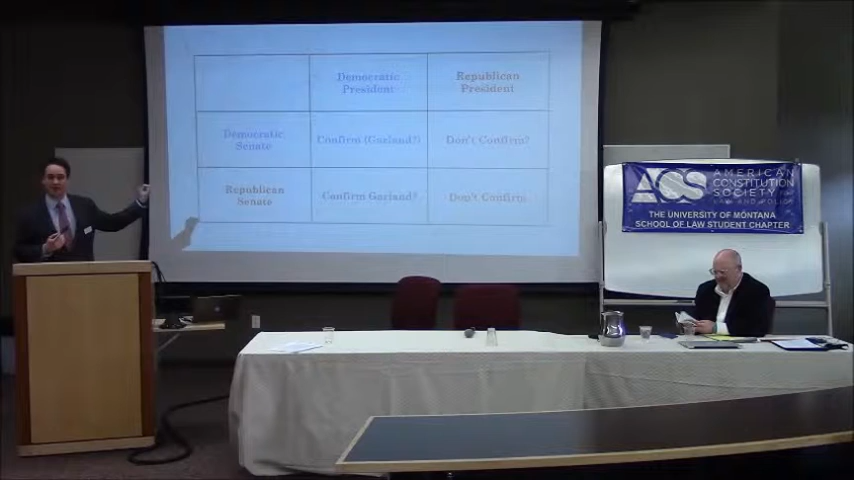 Democratic
President
Republican
President
Democratic
Senate
Confirm (Garland?)
Don't Confirm?
Republican
Senate
Confirm Garland?
Don't Confirm
ACS
AMERICAN
CONSTITUTION
SOCIETY
THE UNIVERSITY OF MONTANA
SCHOOL OF LAW STUDENT CHAPTER